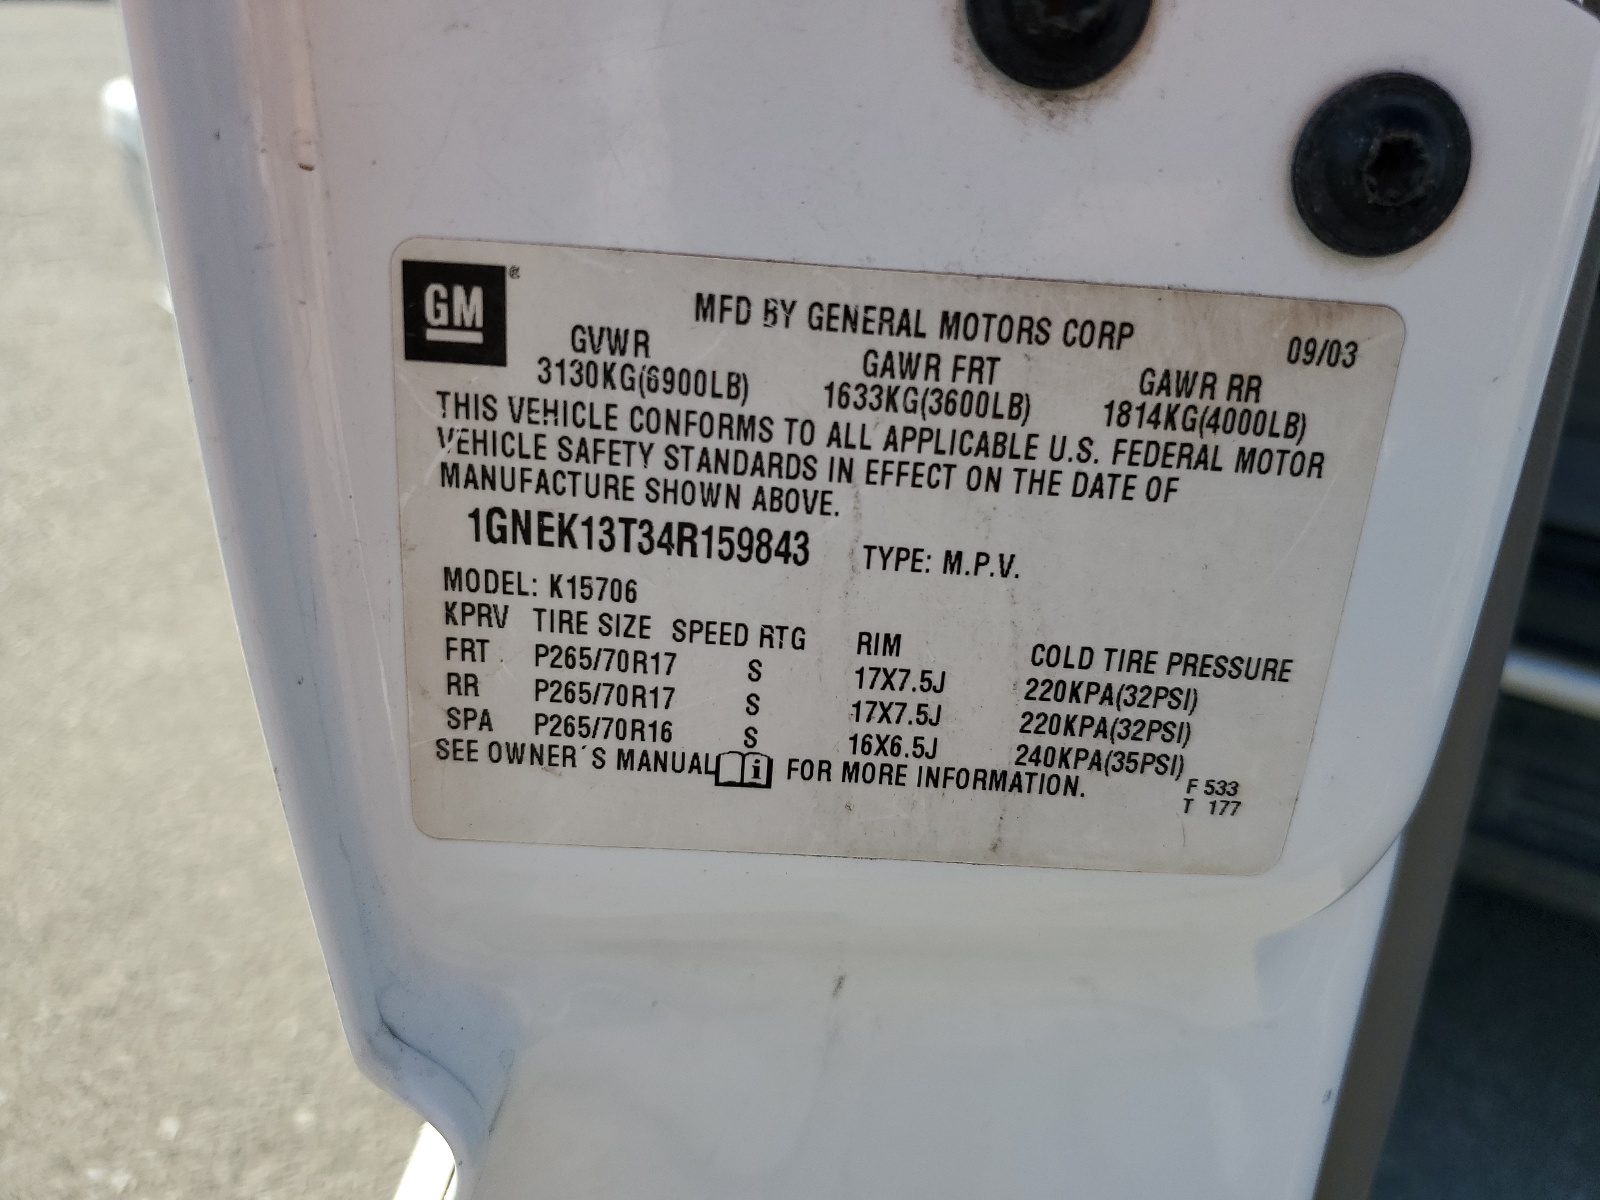 GM ®
MFD BY GENERAL MOTORS CORP 09/03
GVWR GAWR FRT GAWR RR
3130KG(6900LB) 1633KG(3600LB) 1814KG(4000LB)
THIS VEHICLE CONFORMS TO ALL APPLICABLE U.S. FEDERAL MOTOR
VEHICLE SAFETY STANDARDS IN EFFECT ON THE DATE OF
MANUFACTURE SHOWN ABOVE.
1GNEK13T34R159843 TYPE: M.P.V.
MODEL: K15706
KPRV TIRE SIZE SPEED RTG RIM COLD TIRE PRESSURE
FRT P265/70R17 S 17X7.5J 220KPA(32PSI)
RR P265/70R17 S 17X7.5J 220KPA(32PSI)
SPA P265/70R16 S 16X6.5J 240KPA(35PSI)
SEE OWNER´S MANUAL i FOR MORE INFORMATION.
F 533
T 177